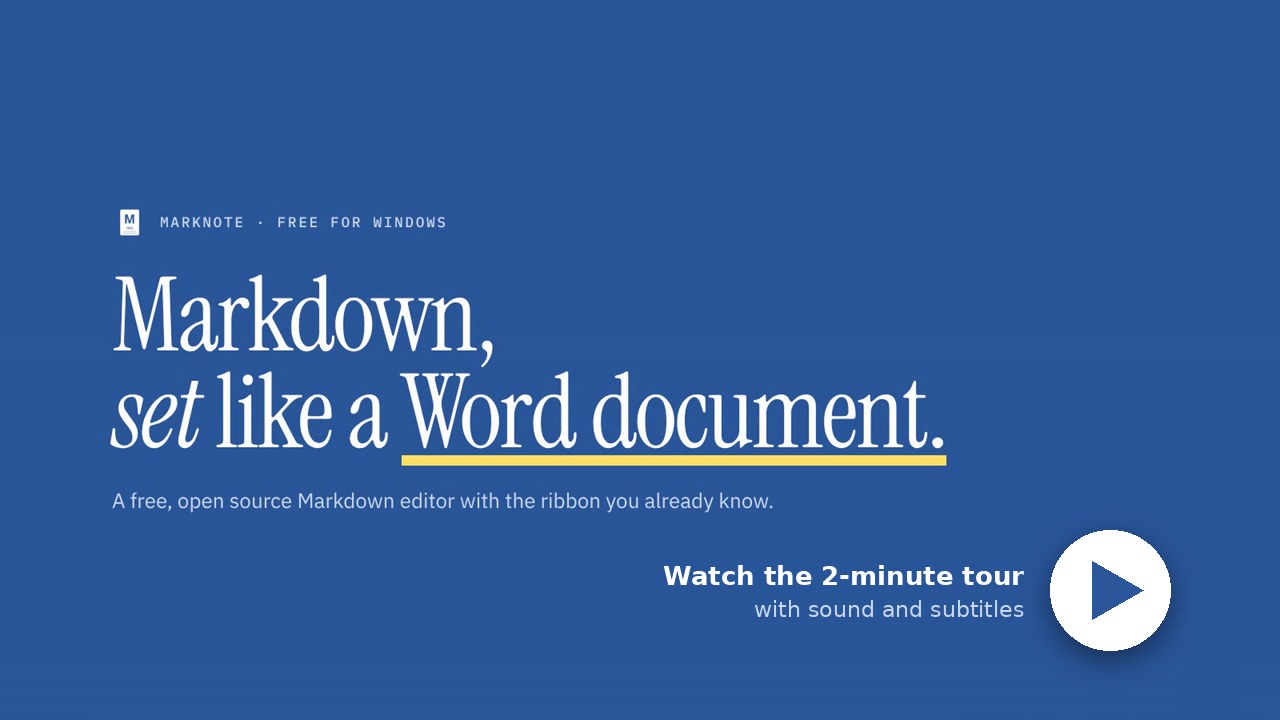 M
MARKNOTE · FREE FOR WINDOWS
Markdown,
set like a Word document.
A free, open source Markdown editor with the ribbon you already know.
Watch the 2-minute tour
with sound and subtitles